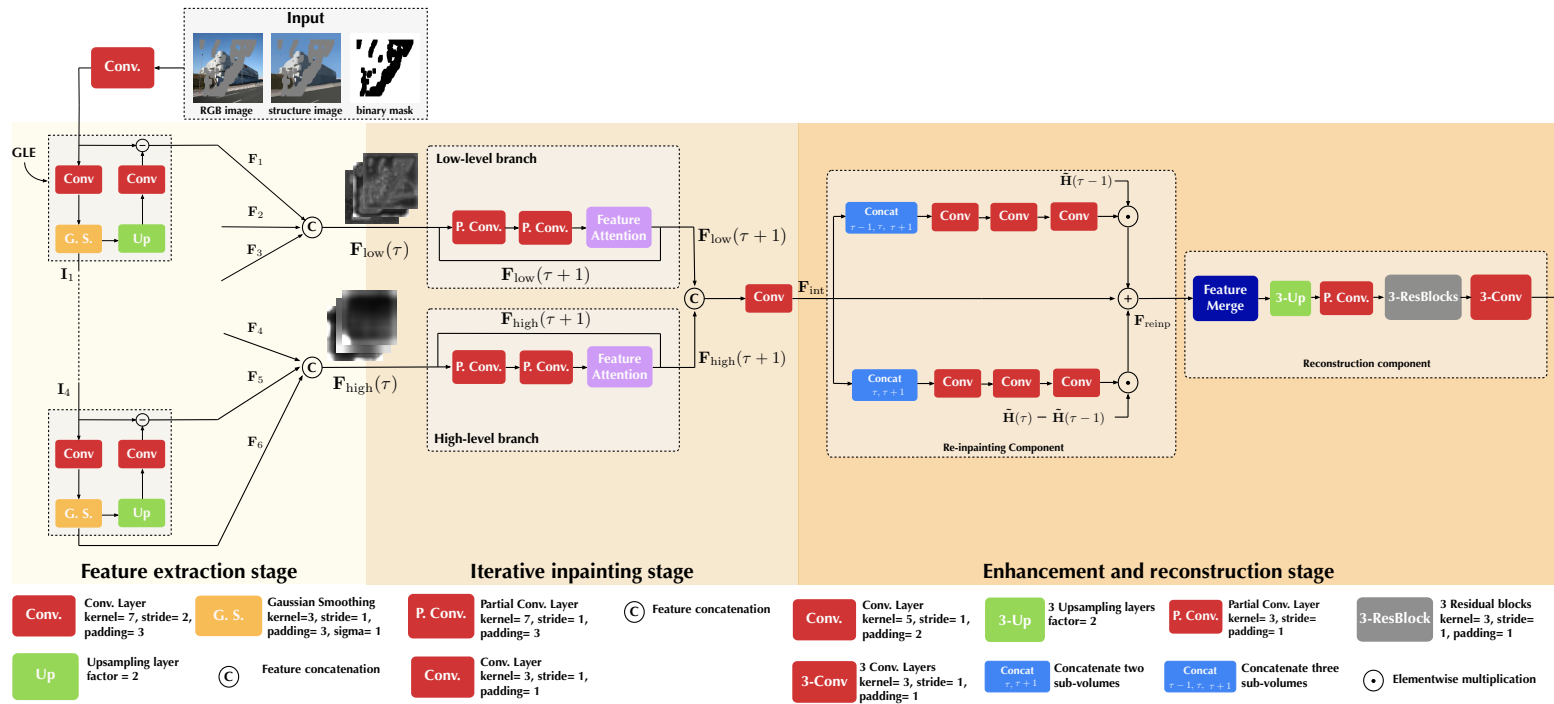 Input
Conv.
RGB image
structure image
binary mask
GLE
Conv
Conv
G. S.
Up
−
I₁
I₄
Conv
Conv
G. S.
Up
−
F₁
F₂
F₃
F₄
F₅
F₆
C
C
F_low(τ)
F_high(τ)
Low-level branch
P. Conv.
P. Conv.
Feature
Attention
F_low(τ+1)
F_low(τ+1)
F_high(τ+1)
P. Conv.
P. Conv.
Feature
Attention
High-level branch
F_high(τ+1)
C
Conv
F_int
H̃(τ−1)
Concat
τ−1, τ, τ+1
Conv
Conv
Conv
+
F_reinp
Concat
τ, τ+1
Conv
Conv
Conv
H̃(τ) − H̃(τ−1)
Re-inpainting Component
Feature
Merge
3-Up
P. Conv.
3-ResBlocks
3-Conv
Reconstruction component
Feature extraction stage
Iterative inpainting stage
Enhancement and reconstruction stage
Conv.
Conv. Layer
kernel= 7, stride= 2,
padding= 3
G. S.
Gaussian Smoothing
kernel=3, stride= 1,
padding= 3, sigma= 1
Up
Upsampling layer
factor = 2
C
Feature concatenation
P. Conv.
Partial Conv. Layer
kernel= 7, stride= 1,
padding= 3
C
Feature concatenation
Conv.
Conv. Layer
kernel= 3, stride= 1,
padding= 1
Conv.
Conv. Layer
kernel= 5, stride= 1,
padding= 2
3-Up
3 Upsampling layers
factor= 2
P. Conv.
Partial Conv. Layer
kernel= 3, stride=
padding= 1
3-ResBlock
3 Residual blocks
kernel= 3, stride=
1, padding= 1
3-Conv
3 Conv. Layers
kernel= 3, stride= 1,
padding= 1
Concat
τ, τ+1
Concatenate two
sub-volumes
Concat
τ−1, τ, τ+1
Concatenate three
sub-volumes
Elementwise multiplication